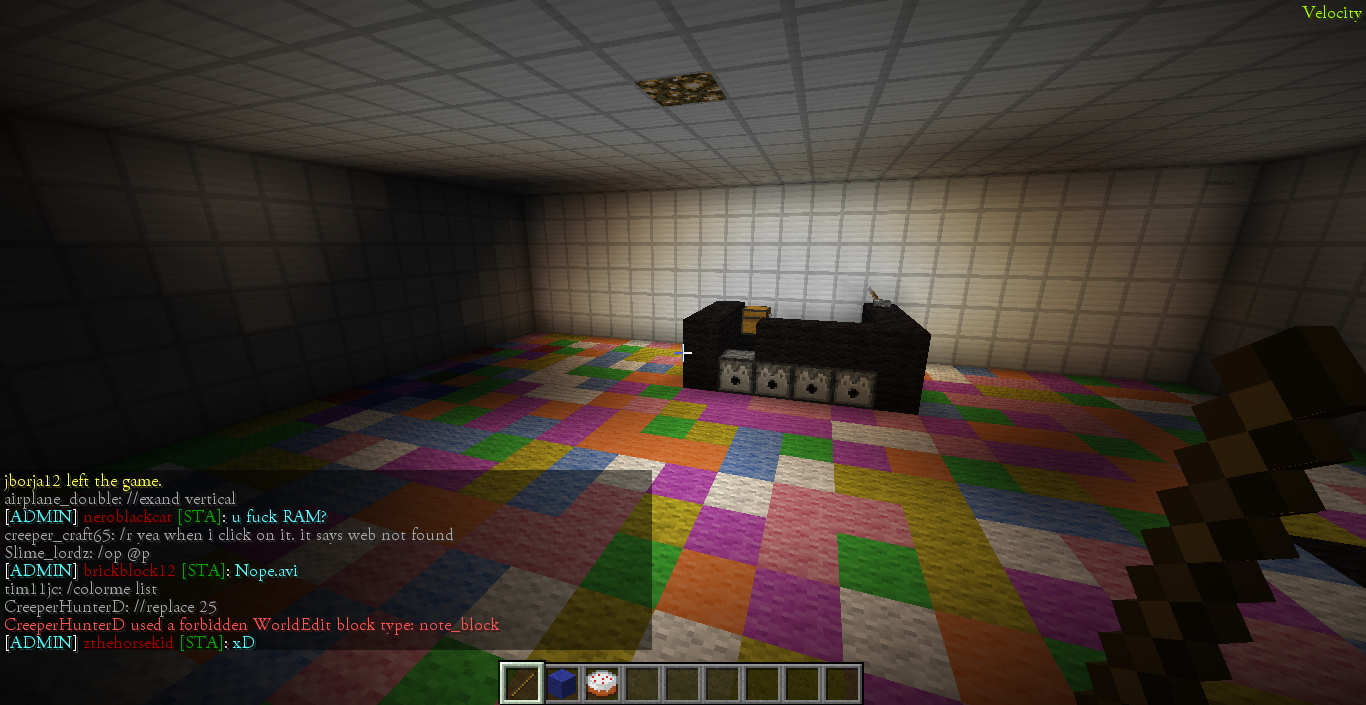 Velocity
jborja12 left the game.
airplane_double: //exand vertical
[ADMIN] neroblackcat [STA]: u fuck RAM?
creeper_craft65: /r yea when i click on it. it says web not found
Slime_lordz: /op @p
[ADMIN] brickblock12 [STA]: Nope.avi
tim11jc: /colorme list
CreeperHunterD: //replace 25
CreeperHunterD used a forbidden WorldEdit block type: note_block
[ADMIN] zthehorsekid [STA]: xD